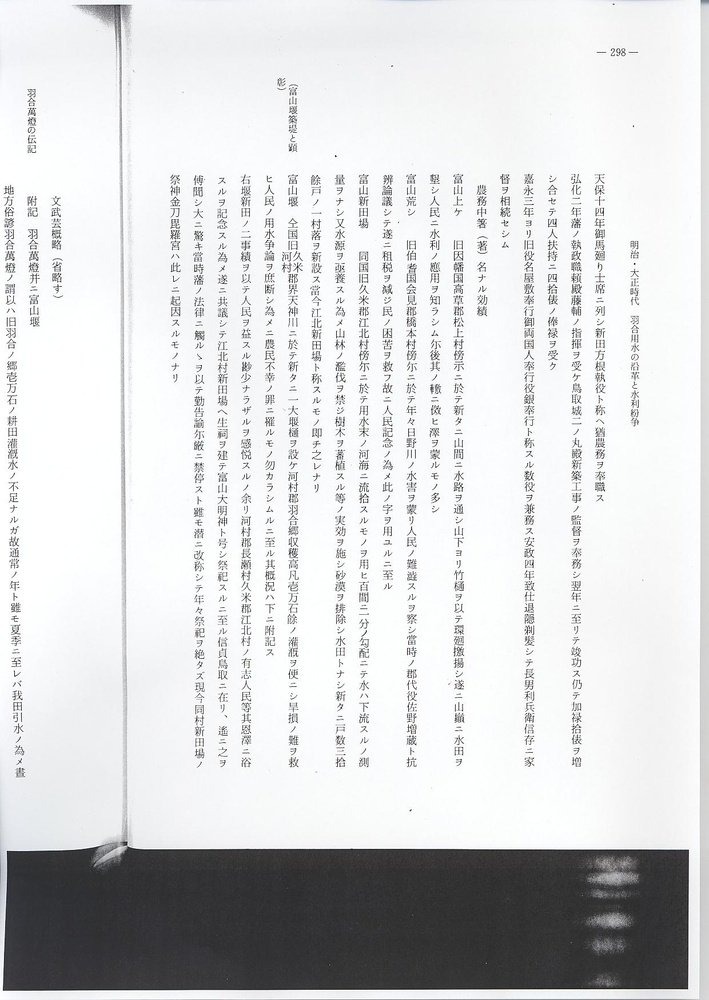 — 298 —
明治・大正時代　羽合用水の沿革と水利紛争
天保十四年御馬廻り士席ニ列シ新田方根執役ト称ヘ猶農務ヲ奉職ス
弘化二年藩ノ執政職頼殿藤輔ノ指揮ヲ受ケ鳥取城二ノ丸殿新築工事ノ監督ヲ奉務シ翌年ニ至リテ竣功ス仍テ加禄拾俵ヲ増
シ合セテ四人扶持ニ四拾俵ノ俸禄ヲ受ク
嘉永三年ヨリ旧役名屋敷奉行御両国人奉行役銀奉行ト称スル数役ヲ兼務ス安政四年致仕退隠剃髪シテ長男利兵衛信存ニ家
督ヲ相続セシム
農務中箸（著）名ナル効績
富山上ケ　旧因幡国高草郡松上村傍示ニ於テ新タニ山間ニ水路ヲ通シ山下ヨリ竹樋ヲ以テ環廻撽揚シ遂ニ山巓ニ水田ヲ
墾シ人民ニ水利ノ應用ヲ知ラシム尓後其ノ轍ニ傚ヒ澤ヲ蒙ルモノ多シ
富山荒シ　旧伯耆国会見郡橋本村傍尓ニ於テ年々日野川ノ水害ヲ蒙リ人民ノ難澁スルヲ察シ當時ノ郡代役佐野増蔵ト抗
辨論議シテ遂ニ租税ヲ減ジ民ノ困苦ヲ救フ故ニ人民記念ノ為メ此ノ字ヲ用ユルニ至ル
富山新田場　同国旧久米郡江北村傍尓ニ於テ用水末ノ河海ニ流拾スルモノヲ用ヒ百間ニ一分ノ勾配ニテ水ハ下流スルノ測
量ヲナシ又水源ヲ亟養スル為メ山林ノ濫伐ヲ禁ジ樹木ヲ蕃植スル等ノ実効ヲ施シ砂漠ヲ排除シ水田トナシ新タニ戸数三拾
餘戸ノ一村落ヲ新設ス當今江北新田場ト称スルモノ即チ之レナリ
（富山堰築堤と顕
彰）
富山堰　仝国旧久米河村郡界天神川ニ於テ新タニ一大堰樋ヲ設ケ河村郡羽合郷収穫高凡壱万石餘ノ灌漑ヲ便ニシ旱損ノ難ヲ救
ヒ人民ノ用水争論ヲ庶断シ為メニ農民不幸ノ罪ニ罹ルモノ勿カラシムルニ至ル其概況ハ下ニ附記ス
右堰新田ノ二事績ヲ以テ人民ヲ益スル尠少ナラザルヲ感悦スルノ余リ河村郡長瀬村久米郡江北村ノ有志人民等其恩澤ニ浴
スルヲ記念スル為メ遂ニ共議シテ江北村新田場ヘ生祠ヲ建テ富山大明神ト号シ祭祀スルニ至ル信貞鳥取ニ在リ、遙ニ之ヲ
傅聞シ大ニ驚キ當時藩ノ法律ニ觸ルヽヲ以テ勤告諭尓厳ニ禁停スト雖モ潜ニ改称シテ年々祭祀ヲ絶タズ現今同村新田場ノ
祭神金刀毘羅宮ハ此レニ起因スルモノナリ
文武芸概略（省略す）
羽合萬燈の伝記
附記　羽合萬燈并ニ富山堰
地方俗諺羽合萬燈ノ謂以ハ旧羽合ノ郷壱万石ノ耕田灌漑水ノ不足ナルガ故通常ノ年ト雖モ夏季ニ至レバ我田引水ノ為メ晝